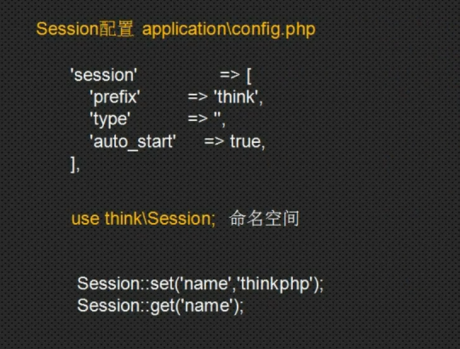 Session配置 application\config.php
'session' => [
'prefix' => 'think',
'type' => '',
'auto_start' => true,
],
use think\Session; 命名空间
Session::set('name','thinkphp');
Session::get('name');